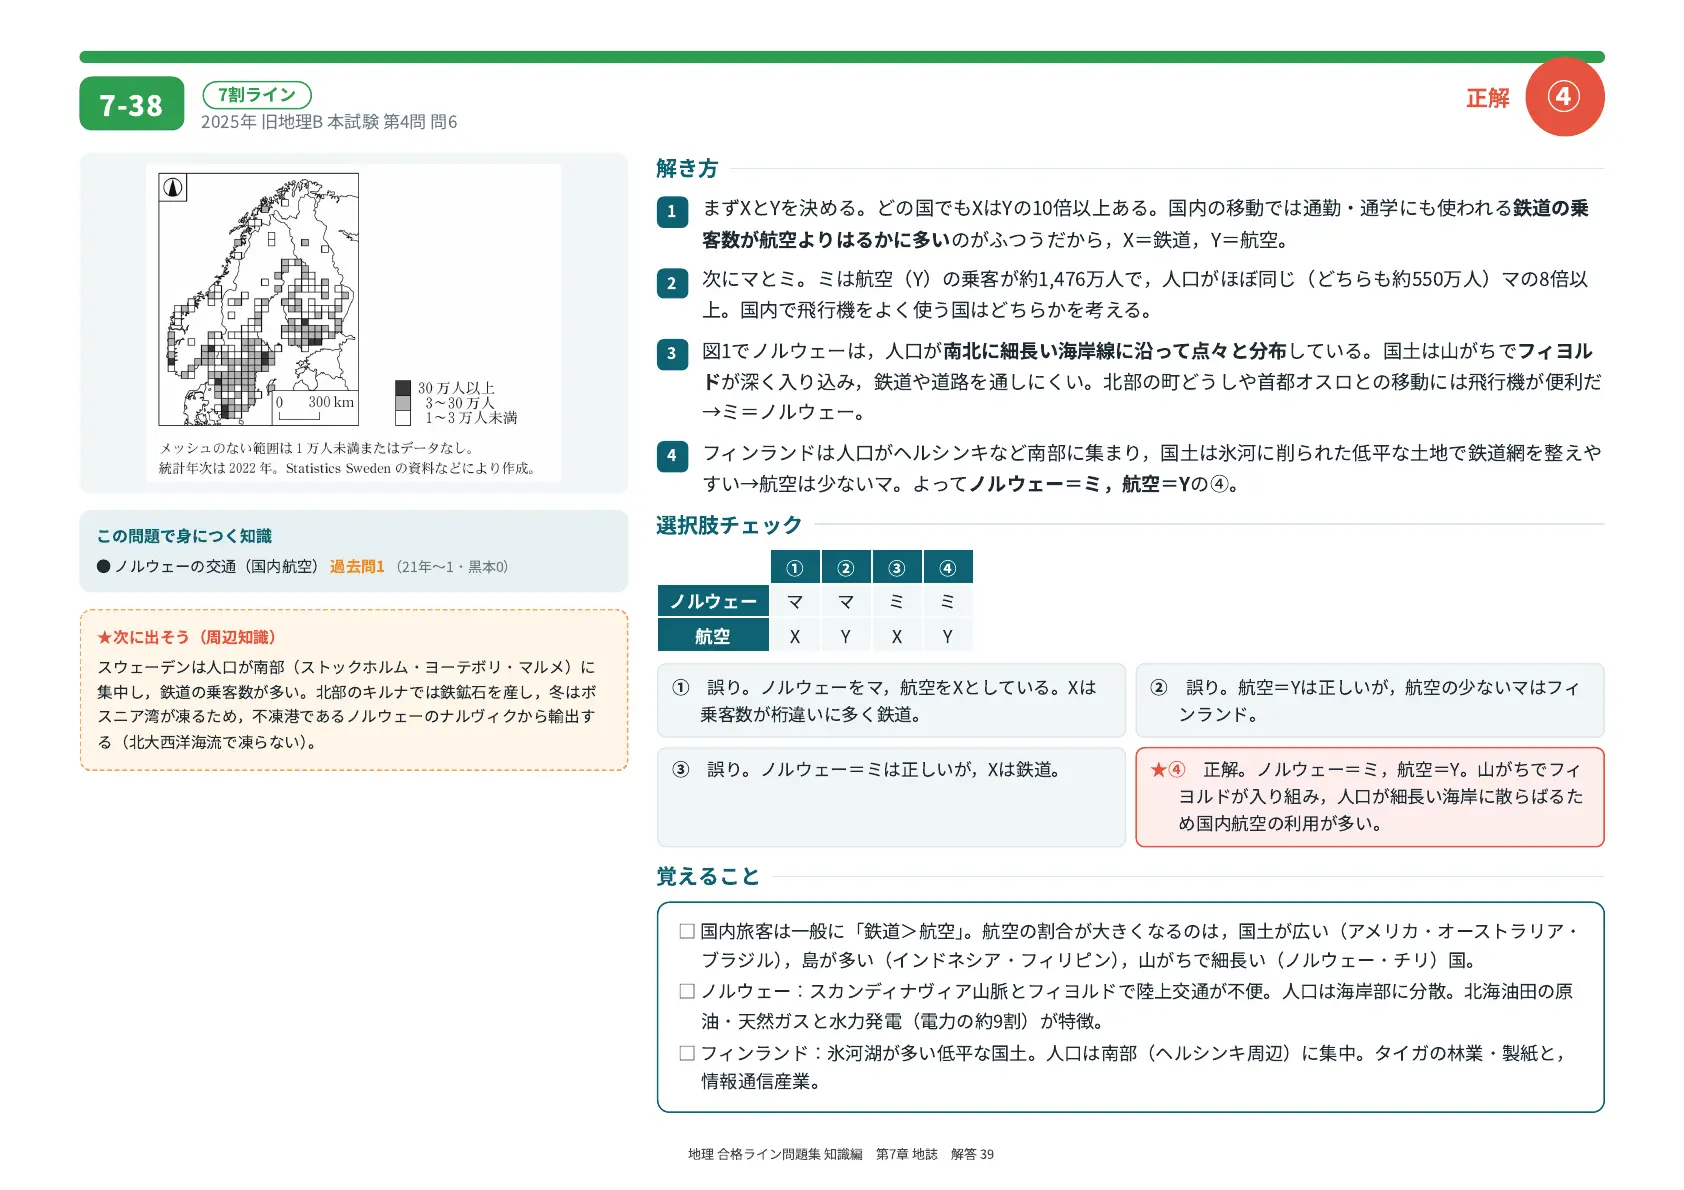 7-38
7割ライン
2025年 旧地理B 本試験 第4問 問6
正解
④
0 300 km
30 万人以上
3～30 万人
1～3 万人未満
メッシュのない範囲は 1 万人未満またはデータなし。
統計年次は 2022 年。Statistics Sweden の資料などにより作成。
この問題で身につく知識
● ノルウェーの交通（国内航空） 過去問1 （21年〜1・黒本0）
★次に出そう（周辺知識）
スウェーデンは人口が南部（ストックホルム・ヨーテボリ・マルメ）に
集中し，鉄道の乗客数が多い。北部のキルナでは鉄鉱石を産し，冬はボ
スニア湾が凍るため，不凍港であるノルウェーのナルヴィクから輸出す
る（北大西洋海流で凍らない）。
解き方
1 まずXとYを決める。どの国でもXはYの10倍以上ある。国内の移動では通勤・通学にも使われる鉄道の乗
客数が航空よりはるかに多いのがふつうだから，X＝鉄道，Y＝航空。
2 次にマとミ。ミは航空（Y）の乗客が約1,476万人で，人口がほぼ同じ（どちらも約550万人）マの8倍以
上。国内で飛行機をよく使う国はどちらかを考える。
3 図1でノルウェーは，人口が南北に細長い海岸線に沿って点々と分布している。国土は山がちでフィヨル
ドが深く入り込み，鉄道や道路を通しにくい。北部の町どうしや首都オスロとの移動には飛行機が便利だ
→ミ＝ノルウェー。
4 フィンランドは人口がヘルシンキなど南部に集まり，国土は氷河に削られた低平な土地で鉄道網を整えや
すい→航空は少ないマ。よってノルウェー＝ミ，航空＝Yの④。
選択肢チェック
① ② ③ ④
ノルウェー マ マ ミ ミ
航空 X Y X Y
① 誤り。ノルウェーをマ，航空をXとしている。Xは
乗客数が桁違いに多く鉄道。
② 誤り。航空＝Yは正しいが，航空の少ないマはフィ
ンランド。
③ 誤り。ノルウェー＝ミは正しいが，Xは鉄道。
★④ 正解。ノルウェー＝ミ，航空＝Y。山がちでフィ
ヨルドが入り組み，人口が細長い海岸に散らばるた
め国内航空の利用が多い。
覚えること
□ 国内旅客は一般に「鉄道＞航空」。航空の割合が大きくなるのは，国土が広い（アメリカ・オーストラリア・
ブラジル），島が多い（インドネシア・フィリピン），山がちで細長い（ノルウェー・チリ）国。
□ ノルウェー：スカンディナヴィア山脈とフィヨルドで陸上交通が不便。人口は海岸部に分散。北海油田の原
油・天然ガスと水力発電（電力の約9割）が特徴。
□ フィンランド：氷河湖が多い低平な国土。人口は南部（ヘルシンキ周辺）に集中。タイガの林業・製紙と，
情報通信産業。
地理 合格ライン問題集 知識編 第7章 地誌 解答 39